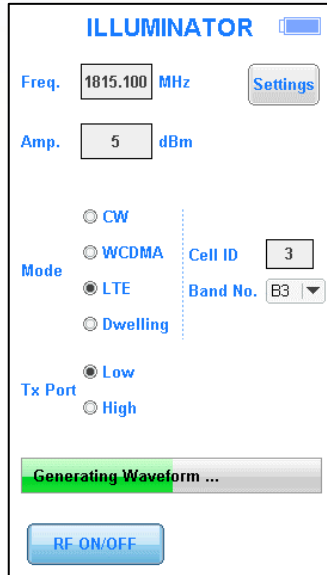 ILLUMINATOR
Freq. 1815.100 MHz Settings
Amp. 5 dBm
CW
WCDMA Cell ID 3
Mode LTE Band No. B3
Dwelling
Low
Tx Port
High
Generating Waveform ...
RF ON/OFF